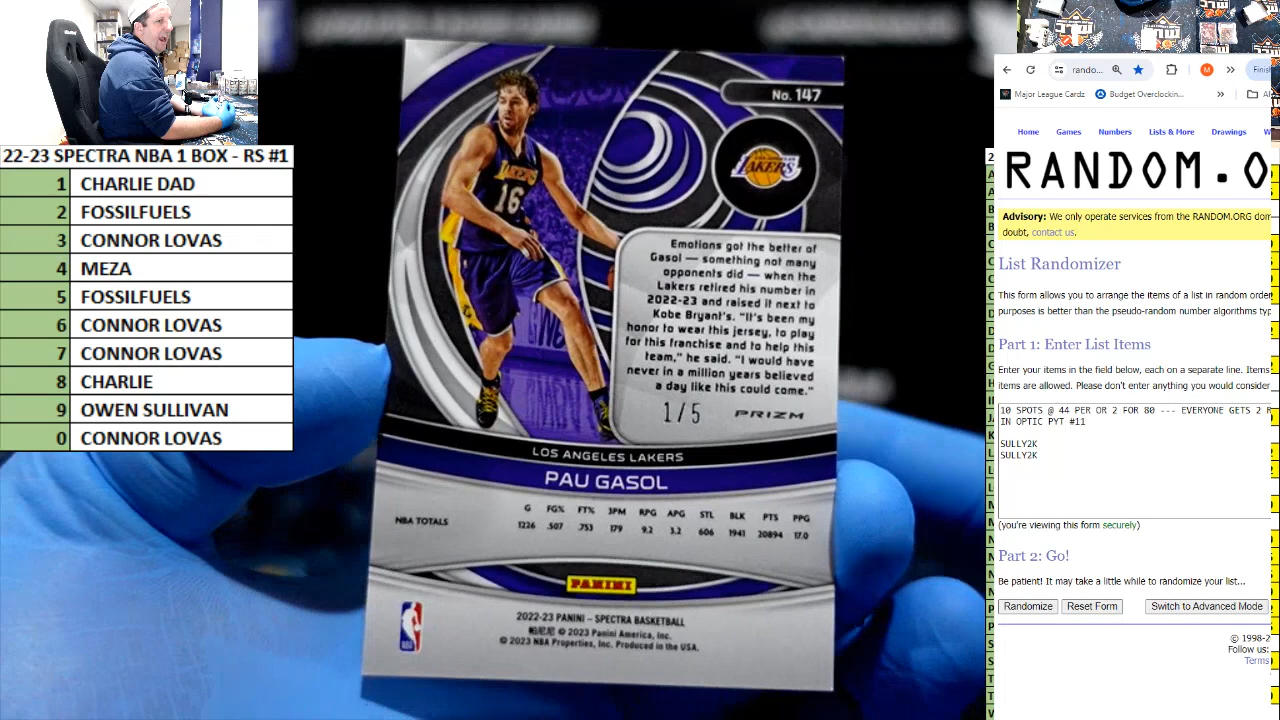 22-23 SPECTRA NBA 1 BOX - RS #1
1 CHARLIE DAD
2 FOSSILFUELS
3 CONNOR LOVAS
4 MEZA
5 FOSSILFUELS
6 CONNOR LOVAS
7 CONNOR LOVAS
8 CHARLIE
9 OWEN SULLIVAN
0 CONNOR LOVAS
No. 147
LAKERS
LAKERS
16
Emotions got the better of
Gasol — something not many
opponents did — when the
Lakers retired his number in
2022-23 and raised it next to
Kobe Bryant's. "It's been my
honor to wear this jersey, to play
for this franchise and to help this
team," he said. "I would have
never in a million years believed
a day like this could come."
1/5 PRIZM
LOS ANGELES LAKERS
PAU GASOL
G FG% FT% 3PM RPG APG STL BLK PTS PPG
NBA TOTALS 1226 .507 .753 179 9.2 3.2 606 1941 20894 17.0
PANINI
2022-23 PANINI – SPECTRA BASKETBALL
帕尼尼 © 2023 Panini America, Inc.
© 2023 NBA Properties, Inc. Produced in the USA.
rando...
M
Finish
Major League Cardz
Budget Overclockin...
Home Games Numbers Lists & More Drawings W
RANDOM.O
Advisory: We only operate services from the RANDOM.ORG dom
doubt, contact us.
List Randomizer
This form allows you to arrange the items of a list in random order
purposes is better than the pseudo-random number algorithms typ
Part 1: Enter List Items
Enter your items in the field below, each on a separate line. Items
items are allowed. Please don't enter anything you would consider
10 SPOTS @ 44 PER OR 2 FOR 80 --- EVERYONE GETS 2 R
IN OPTIC PYT #11
SULLY2K
SULLY2K
(you're viewing this form securely)
Part 2: Go!
Be patient! It may take a little while to randomize your list...
Randomize Reset Form Switch to Advanced Mode
© 1998-2
Follow us:
Terms